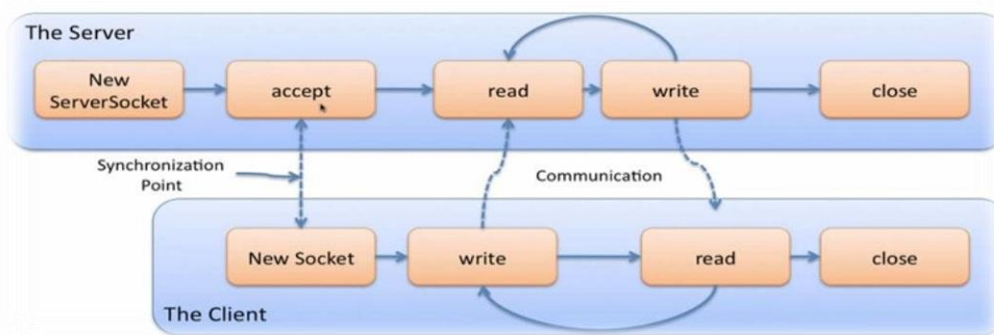 The Server
New
ServerSocket
accept
read
write
close
Synchronization
Point
Communication
New Socket
write
read
close
The Client